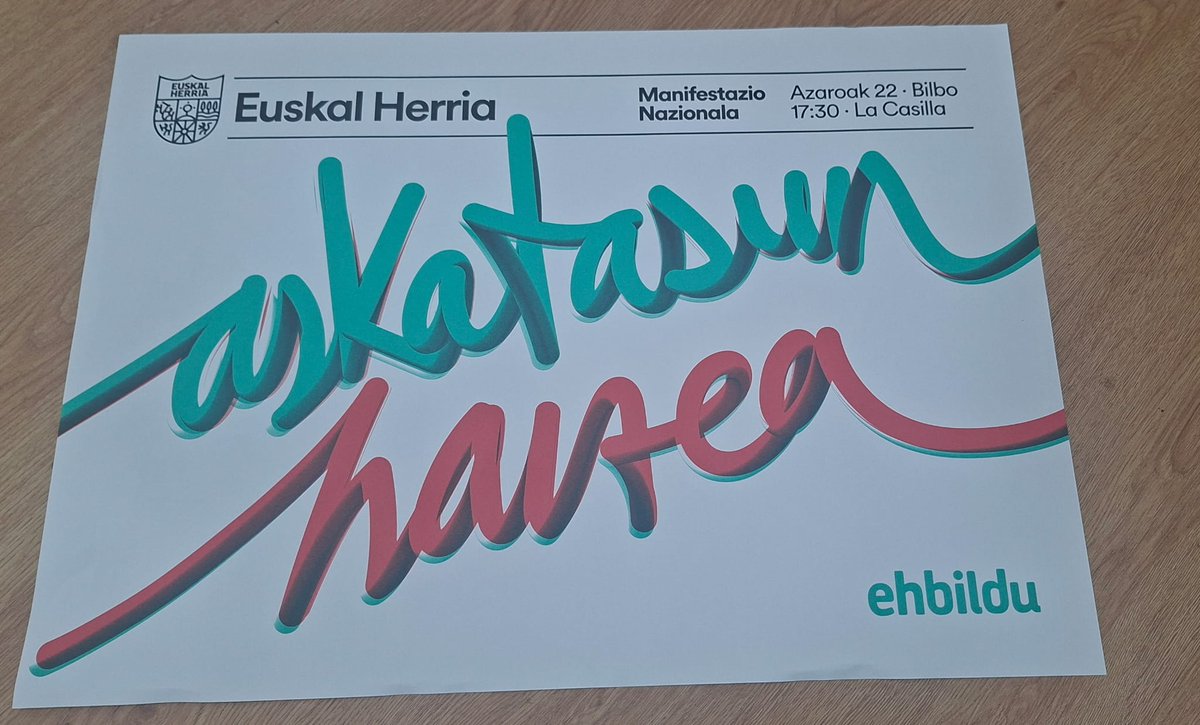 EUSKAL
HERRIA
Euskal Herria
Manifestazio
Nazionala
Azaroak 22 · Bilbo
17:30 · La Casilla
askatasun
haizea
ehbildu